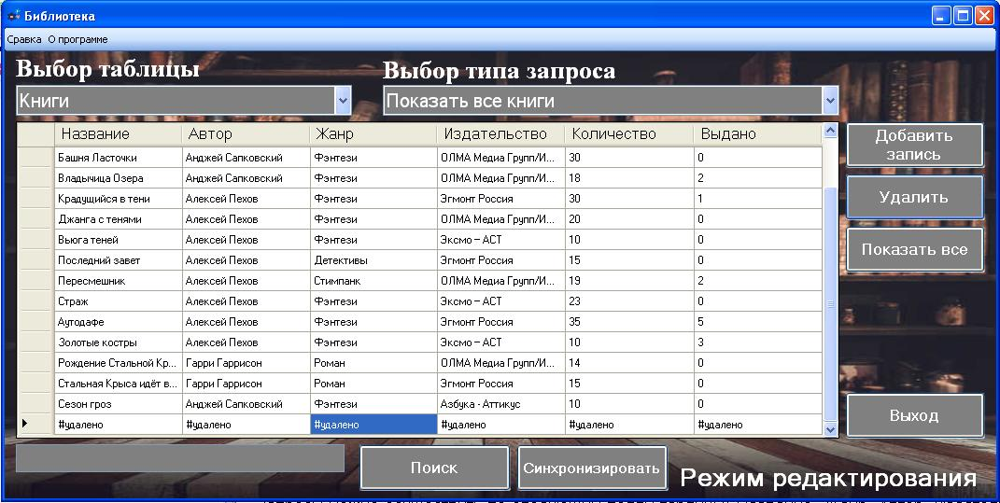 Библиотека
Сравка О программе
Выбор таблицы Выбор типа запроса
Книги Показать все книги
Название Автор Жанр Издательство Количество Выдано
Башня Ласточки Анджей Сапковский Фэнтези ОЛМА Медиа Групп/И... 30 0
Владычица Озера Анджей Сапковский Фэнтези ОЛМА Медиа Групп/И... 18 2
Крадущийся в тени Алексей Пехов Фэнтези Эгмонт Россия 30 1
Джанга с тенями Алексей Пехов Фэнтези ОЛМА Медиа Групп/И... 20 0
Вьюга теней Алексей Пехов Фэнтези Эксмо – АСТ 10 0
Последний завет Алексей Пехов Детективы Эгмонт Россия 15 0
Пересмешник Алексей Пехов Стимпанк ОЛМА Медиа Групп/И... 19 2
Страж Алексей Пехов Фэнтези Эксмо – АСТ 23 0
Аутодафе Алексей Пехов Фэнтези Эгмонт Россия 35 5
Золотые костры Алексей Пехов Фэнтези Эксмо – АСТ 10 3
Рождение Стальной Кр... Гарри Гаррисон Роман ОЛМА Медиа Групп/И... 14 0
Стальная Крыса идёт в... Гарри Гаррисон Роман Эгмонт Россия 15 0
Сезон гроз Анджей Сапковский Фэнтези Азбука - Аттикус 10 0
#удалено #удалено #удалено #удалено #удалено #удалено
Добавить
запись
Удалить
Показать все
Выход
Поиск Синхронизировать Режим редактирования